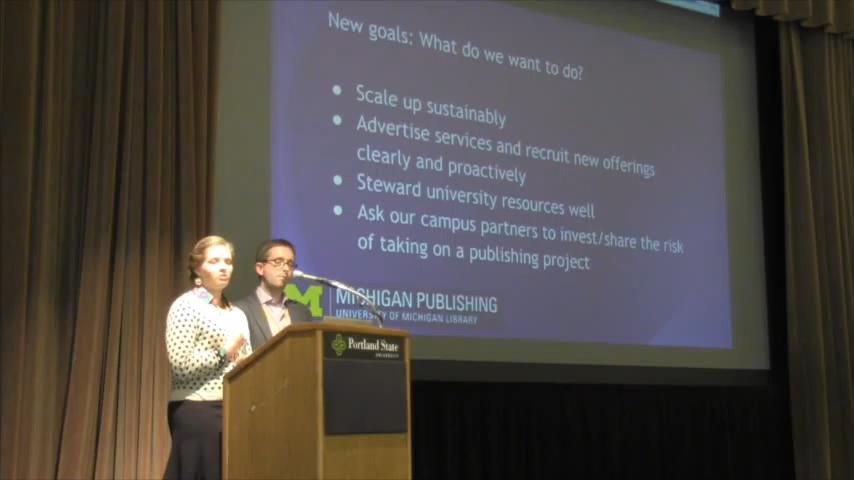 New goals: What do we want to do?
● Scale up sustainably
● Advertise services and recruit new offerings
clearly and proactively
● Steward university resources well
● Ask our campus partners to invest/share the risk
of taking on a publishing project
M
MICHIGAN PUBLISHING
UNIVERSITY OF MICHIGAN LIBRARY
Portland State
UNIVERSITY